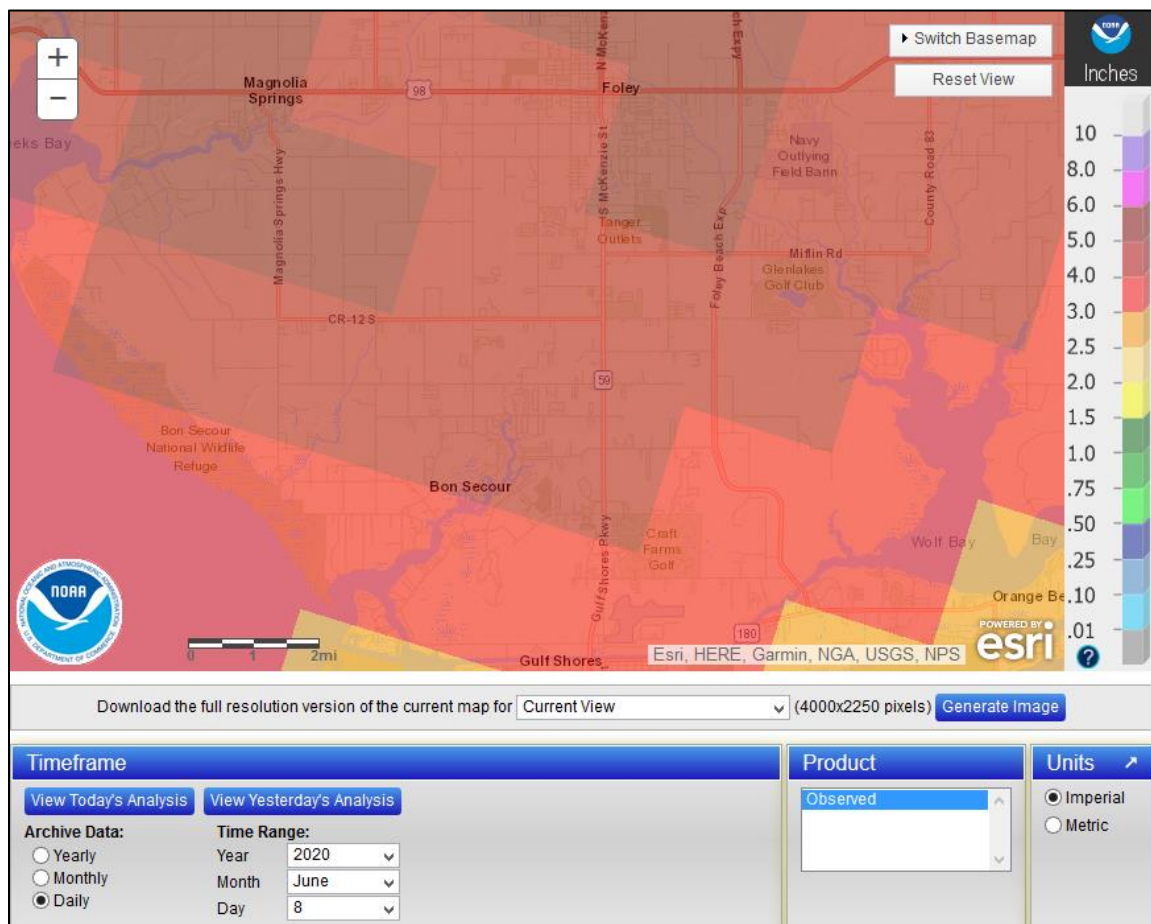 Switch Basemap
Reset View
+
−
NOAA
Inches
10
8.0
6.0
5.0
4.0
3.0
2.5
2.0
1.5
1.0
.75
.50
.25
.10
.01
?
N McKenzie
ch Expy
Magnolia
Springs
98
Foley
eeks Bay
Navy
Outlying
Field Barin
County Road 83
Magnolia Springs Hwy
S McKenzie St
Tanger
Outlets
Foley Beach Exp
Miflin Rd
Glenlakes
Golf Club
CR-12 S
59
Bon Secour
National Wildlife
Refuge
Bon Secour
Craft
Farms
Golf
Gulf Shores Pkwy
Wolf Bay
Bay
Orange Be
180
Gulf Shores
NATIONAL OCEANIC AND ATMOSPHERIC ADMINISTRATION
NOAA
U.S. DEPARTMENT OF COMMERCE
0 1 2mi
Esri, HERE, Garmin, NGA, USGS, NPS
POWERED BY
esri
Download the full resolution version of the current map for Current View (4000x2250 pixels) Generate Image
Timeframe
View Today's Analysis View Yesterday's Analysis
Archive Data:
Yearly
Monthly
Daily
Time Range:
Year 2020
Month June
Day 8
Product
Observed
Units
Imperial
Metric